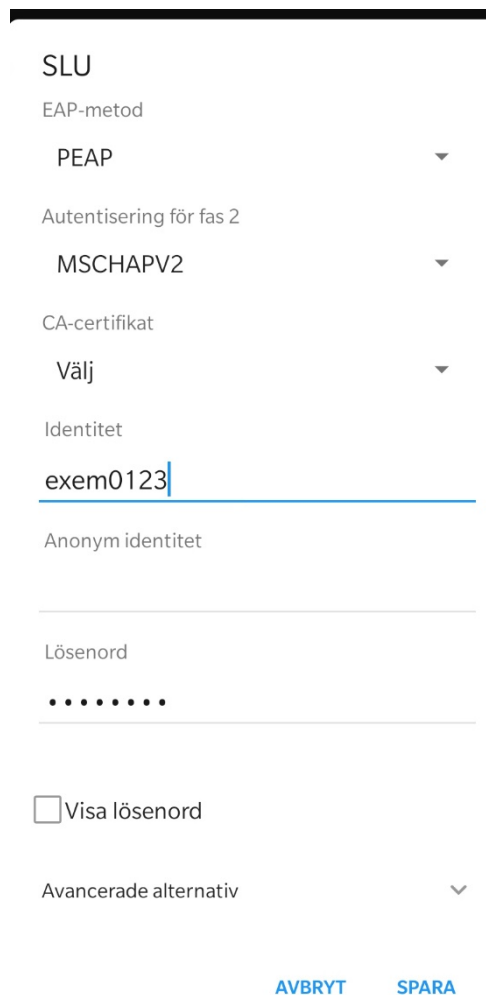 SLU
EAP-metod
PEAP
Autentisering för fas 2
MSCHAPV2
CA-certifikat
Välj
Identitet
exem0123
Anonym identitet
Lösenord
••••••••
Visa lösenord
Avancerade alternativ
AVBRYT SPARA